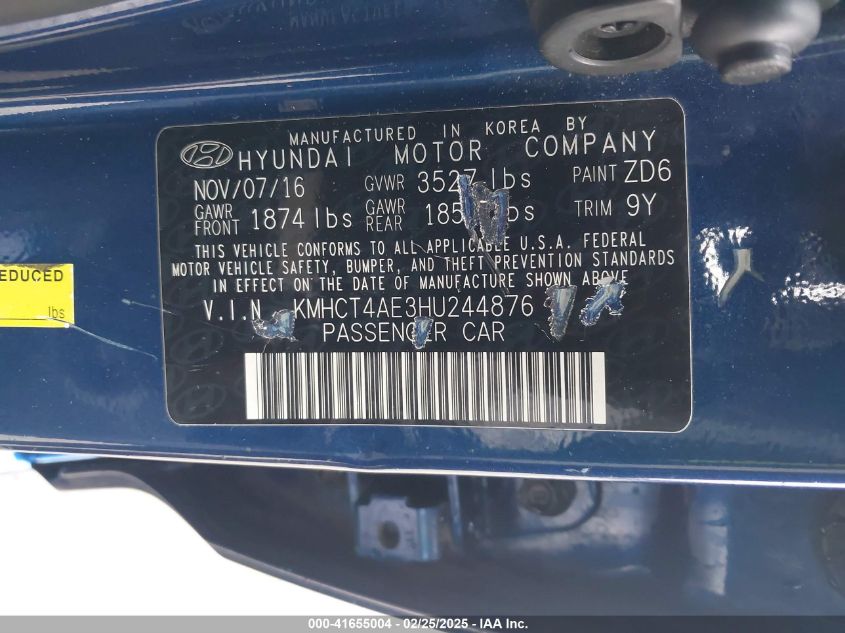 MANUFACTURED IN KOREA BY
HYUNDAI MOTOR COMPANY
NOV/07/16 GVWR 3527 lbs PAINT ZD6
GAWR FRONT 1874 lbs GAWR REAR TRIM 9Y
THIS VEHICLE CONFORMS TO ALL APPLICABLE U.S.A. FEDERAL
MOTOR VEHICLE SAFETY, BUMPER, AND THEFT PREVENTION STANDARDS
IN EFFECT ON THE DATE OF MANUFACTURE SHOWN ABOVE
V.I.N KMHCT4AE3HU244876
PASSENGER CAR
EDUCED
lbs
000-41655004 - 02/25/2025 - IAA Inc.